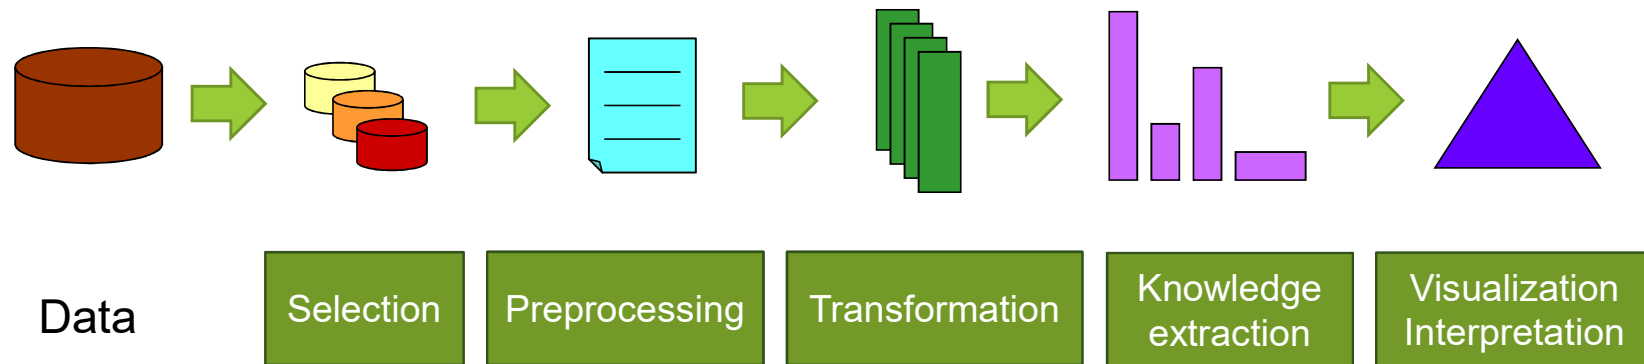 Data
Selection
Preprocessing
Transformation
Knowledge
extraction
Visualization
Interpretation